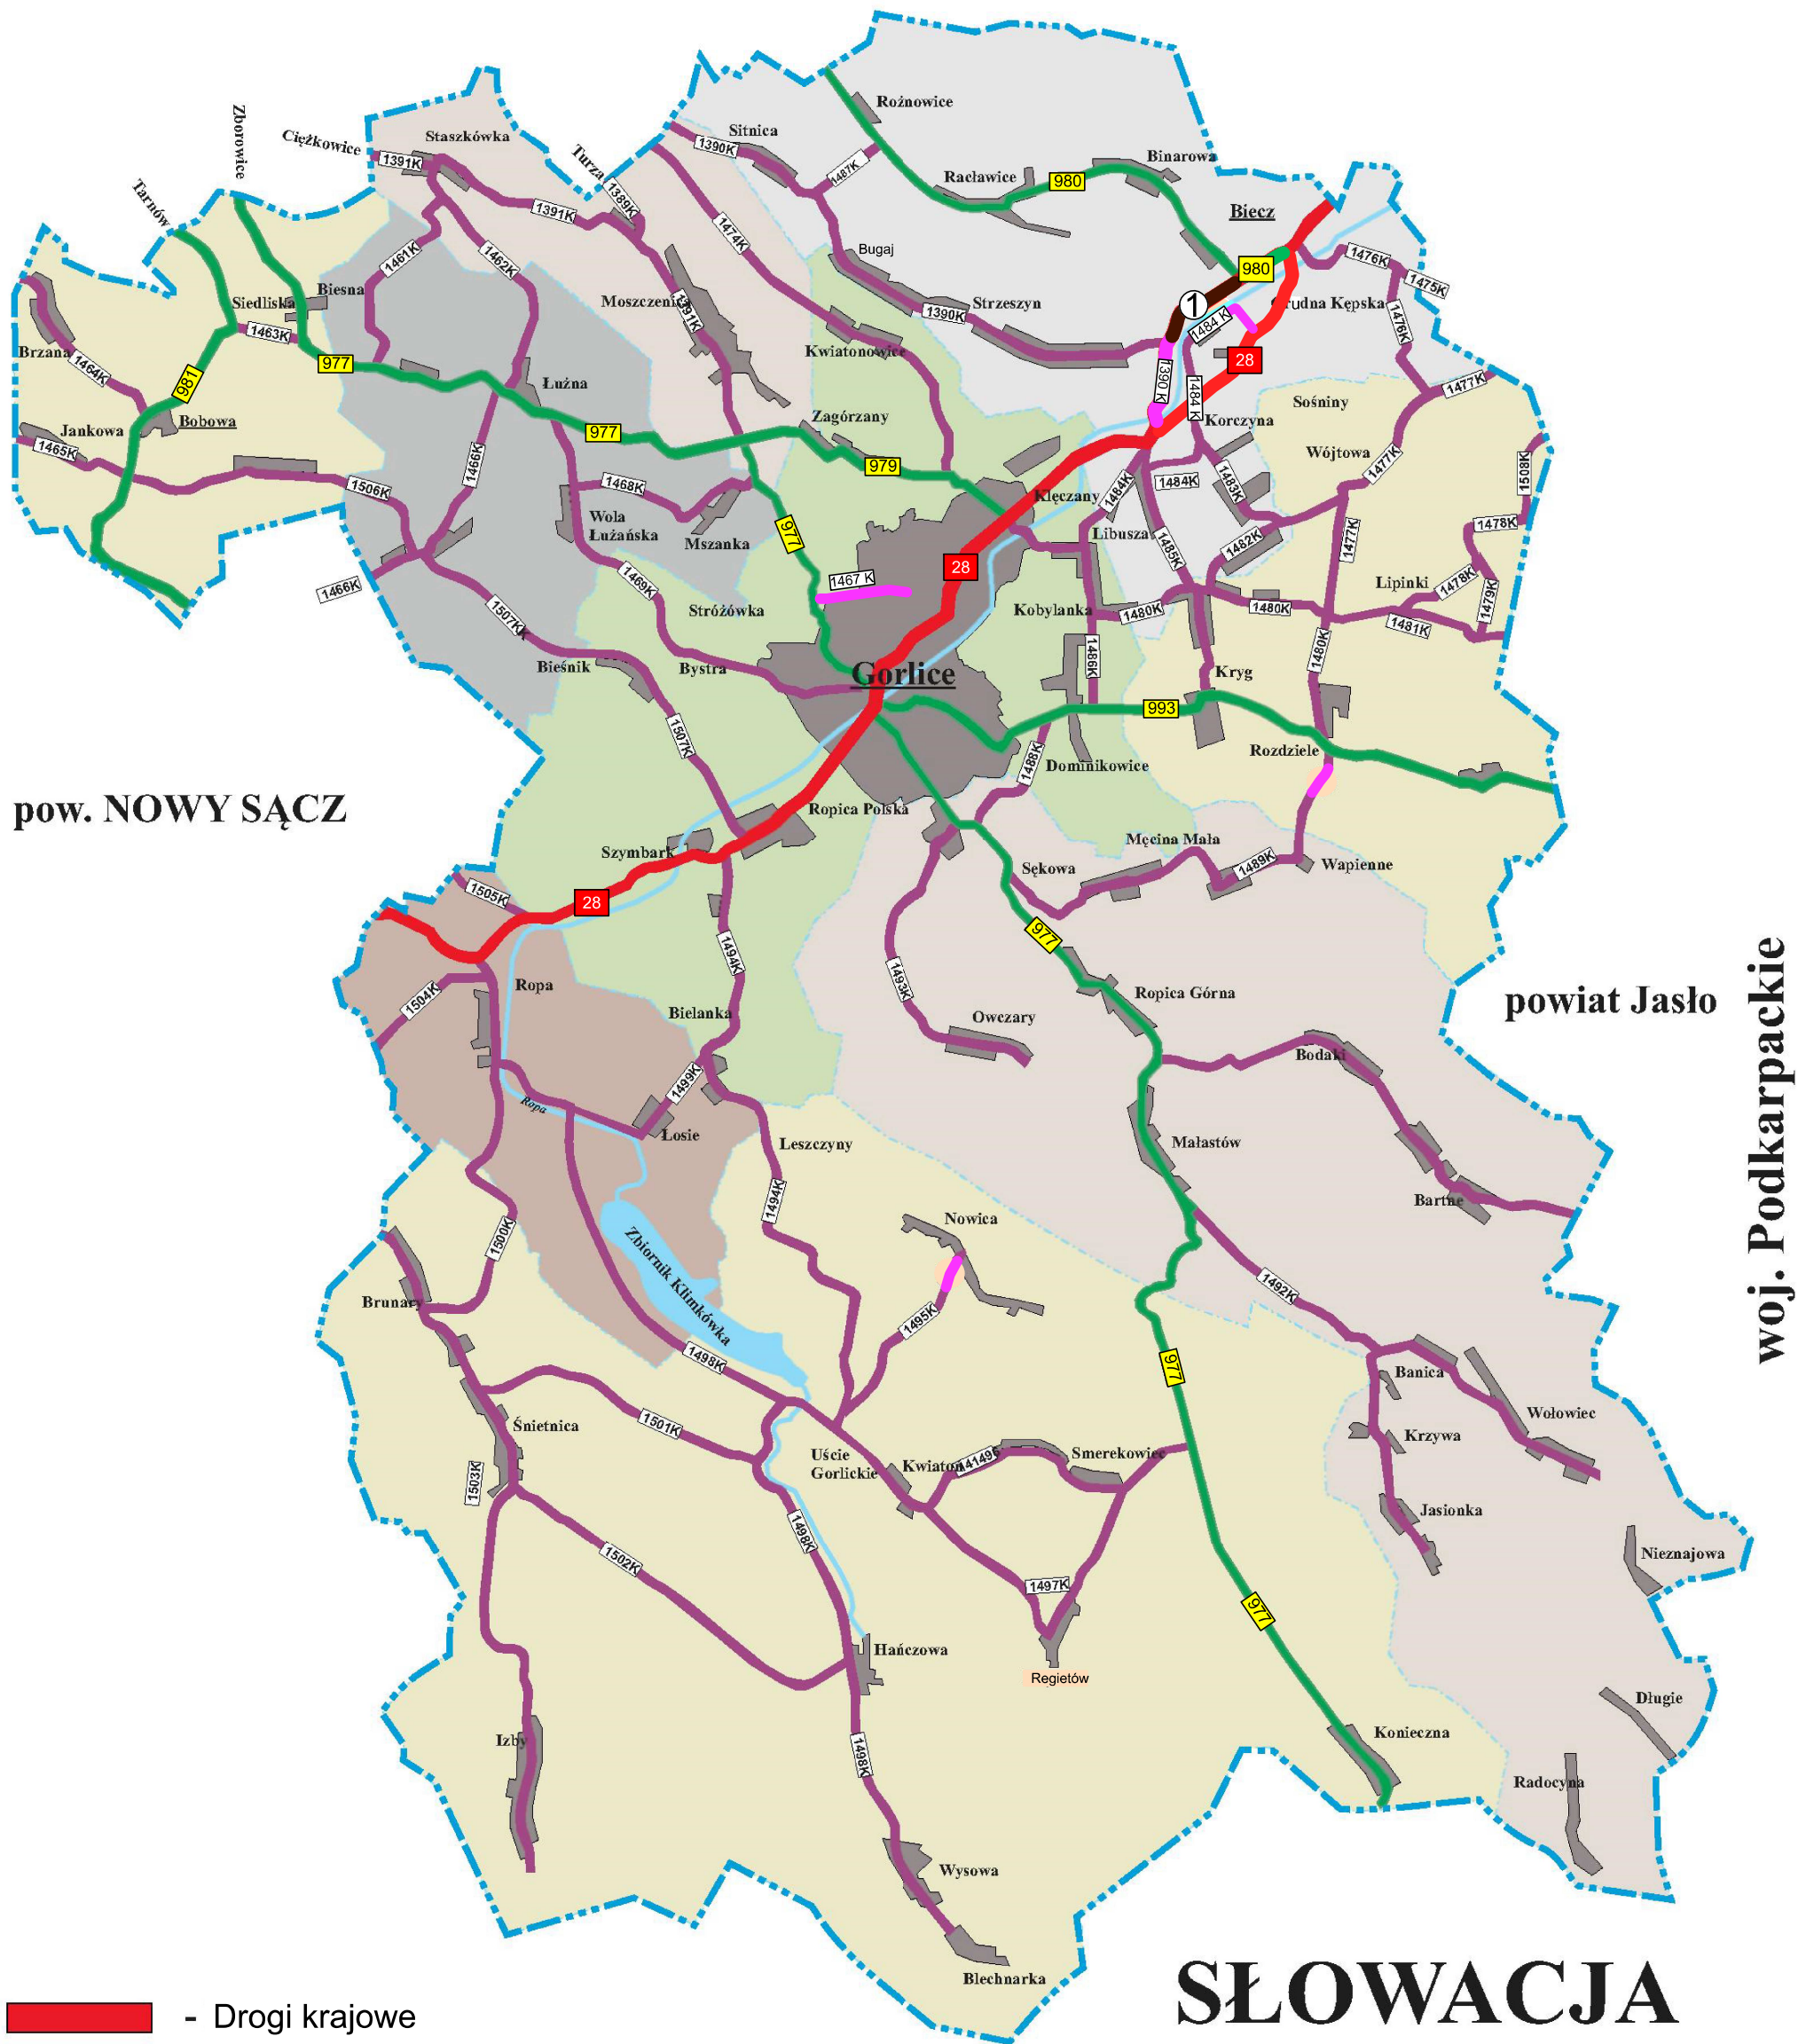 Rożnowice
Zborowice
Ciężkowice
Staszkówka
Sitnica
1390K
1391K
Turza
1389K
1487K
Binarowa
Racławice
980
Tarnów
1391K
1474K
Biecz
1461K
1462K
Bugaj
980
1476K
1475K
Siedliska
Biesna
Moszczenica
1391K
Strzeszyn
1390K
1
Grudna Kępska
1484 K
1476K
1463K
Brzana
1464K
977
Kwiatonowice
28
981
Łużna
1390 K
1484 K
1477K
Sośniny
Bobowa
Zagórzany
Korczyna
Jankowa
977
1465K
979
Wójtowa
1477K
1466K
1508K
1506K
1468K
Klęczany
1484K
1484K
1483K
Wola
Łużańska
Mszanka
977
Libusza
1485K
1482K
1477K
1478K
28
1466K
1469K
1467 K
Lipinki
1478K
1479K
1507K
Stróżówka
Kobylanka
1480K
1480K
1481K
Bieśnik
Bystra
Gorlice
1486K
1480K
Kryg
993
1507K
1488K
Dominikowice
Rozdziele
pow. NOWY SĄCZ
Ropica Polska
Szymbark
Męcina Mała
Sękowa
1489K
Wapienne
1505K
28
977
1494K
1493K
Ropa
1504K
Ropica Górna
powiat Jasło
woj. Podkarpackie
Bielanka
Owczary
Bodaki
1499K
Ropa
Łosie
Leszczyny
Małastów
1494K
Bartne
Nowica
1500K
Zbiornik Klimkówka
1492K
Brunary
1495K
1498K
977
Banica
Wołowiec
Śnietnica
1501K
Krzywa
Uście
Gorlickie
Kwiatoń
Smerekowiec
1503K
1498K
Jasionka
1502K
Nieznajowa
1497K
977
Hańczowa
Regietów
Długie
Izby
Konieczna
1498K
Radocyna
Wysowa
Blechnarka
SŁOWACJA
- Drogi krajowe